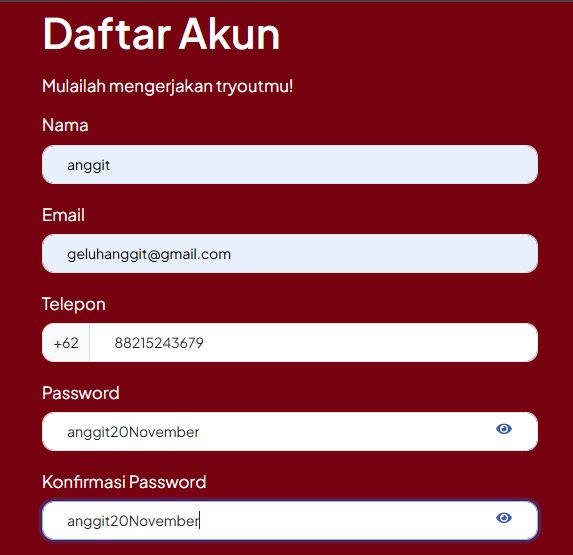 Daftar Akun
Mulailah mengerjakan tryoutmu!
Nama
anggit
Email
geluhanggit@gmail.com
Telepon
+62 88215243679
Password
anggit20November
Konfirmasi Password
anggit20November